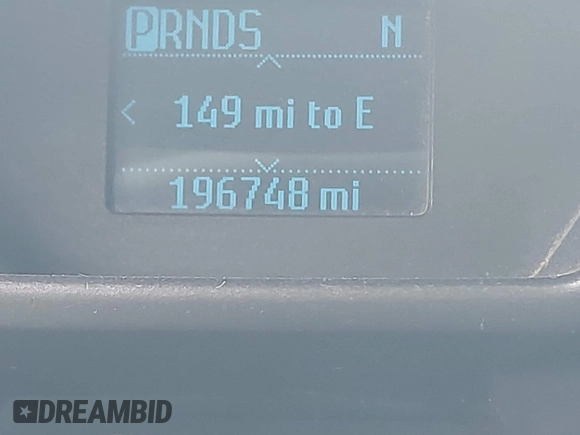 PRNDS N
149 mi to E
196748 mi
DREAMBID